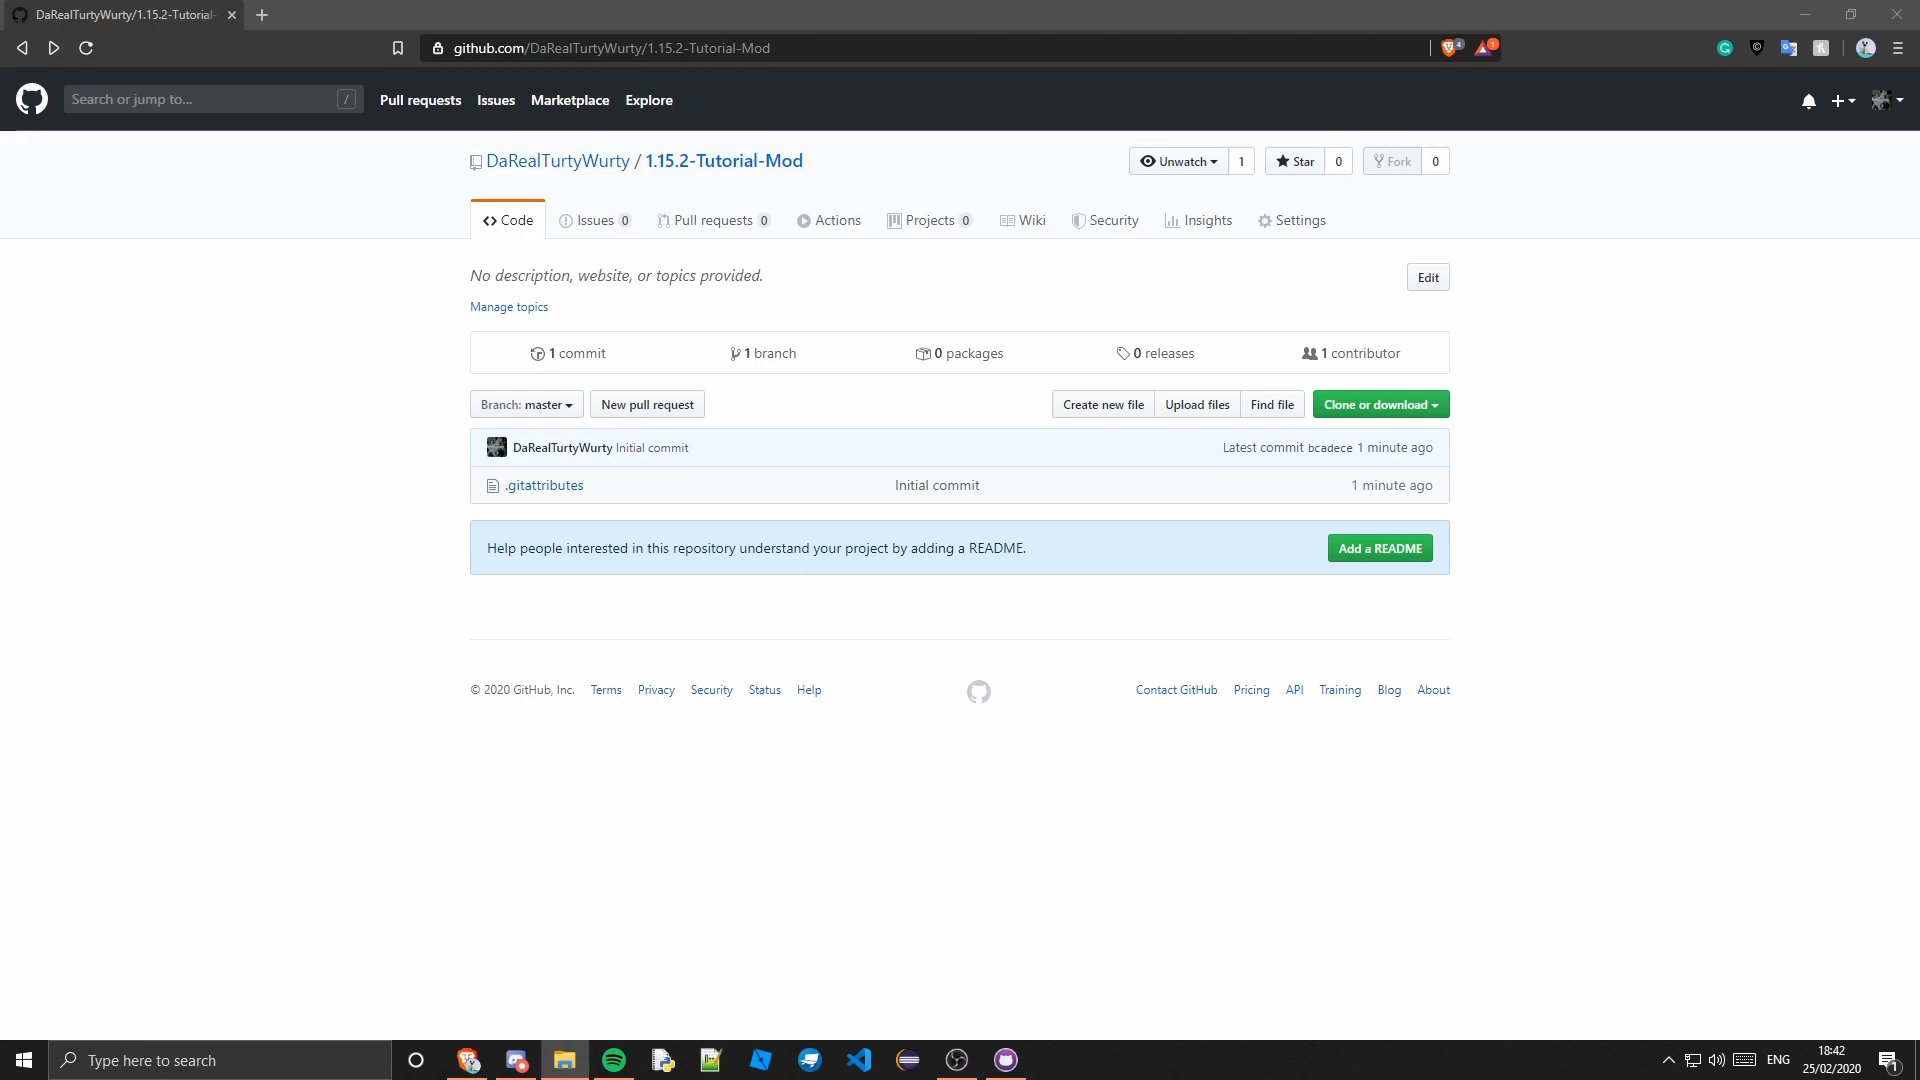 DaRealTurtyWurty/1.15.2-Tutorial-
github.com/DaRealTurtyWurty/1.15.2-Tutorial-Mod
4
1
Search or jump to...
/
Pull requests
Issues
Marketplace
Explore
DaRealTurtyWurty / 1.15.2-Tutorial-Mod
Unwatch 1
Star 0
Fork 0
Code
Issues 0
Pull requests 0
Actions
Projects 0
Wiki
Security
Insights
Settings
No description, website, or topics provided.
Edit
Manage topics
1 commit
1 branch
0 packages
0 releases
1 contributor
Branch: master
New pull request
Create new file
Upload files
Find file
Clone or download
DaRealTurtyWurty Initial commit
Latest commit bcadece 1 minute ago
.gitattributes
Initial commit
1 minute ago
Help people interested in this repository understand your project by adding a README.
Add a README
© 2020 GitHub, Inc.
Terms
Privacy
Security
Status
Help
Contact GitHub
Pricing
API
Training
Blog
About
Type here to search
ENG
18:42
25/02/2020
1